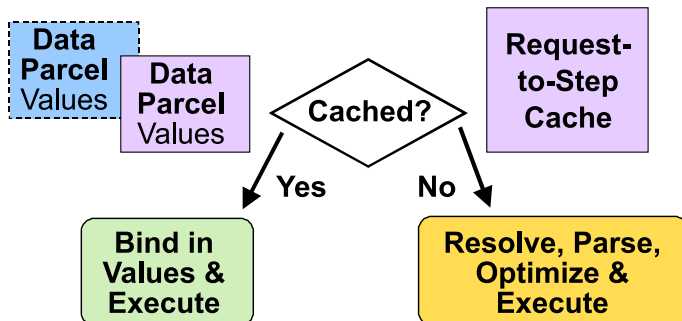 Data
Parcel
Values
Data
Parcel
Values
Cached?
Request-
to-Step
Cache
Yes
No
Bind in
Values &
Execute
Resolve, Parse,
Optimize &
Execute